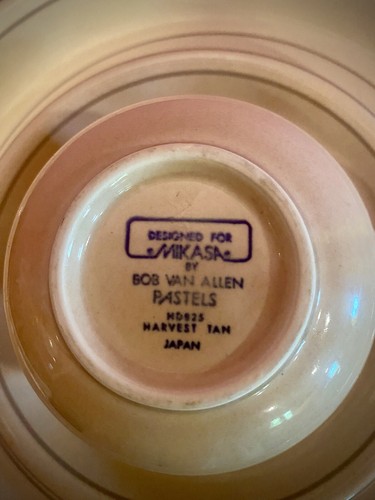 DESIGNED FOR
MIKASA
BY
BOB VAN ALLEN
PASTELS
HD825
HARVEST TAN
JAPAN